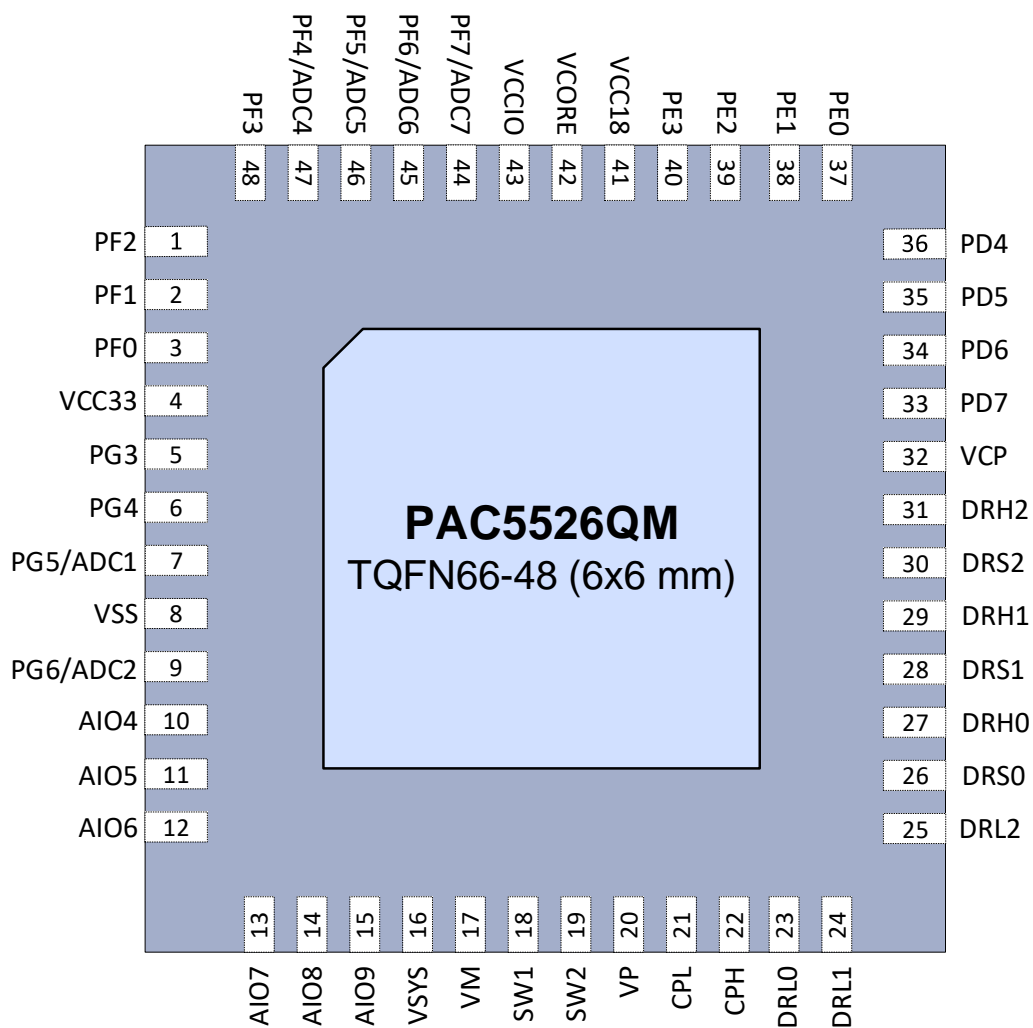 PF3
PF4/ADC4
PF5/ADC5
PF6/ADC6
PF7/ADC7
VCCIO
VCORE
VCC18
PE3
PE2
PE1
PE0
48
47
46
45
44
43
42
41
40
39
38
37
PF2 1
36 PD4
PF1 2
35 PD5
PF0 3
34 PD6
VCC33 4
33 PD7
PG3 5
32 VCP
PG4 6
31 DRH2
PAC5526QM
TQFN66-48 (6x6 mm)
PG5/ADC1 7
30 DRS2
VSS 8
29 DRH1
PG6/ADC2 9
28 DRS1
AIO4 10
27 DRH0
AIO5 11
26 DRS0
AIO6 12
25 DRL2
13
14
15
16
17
18
19
20
21
22
23
24
AIO7
AIO8
AIO9
VSYS
VM
SW1
SW2
VP
CPL
CPH
DRL0
DRL1